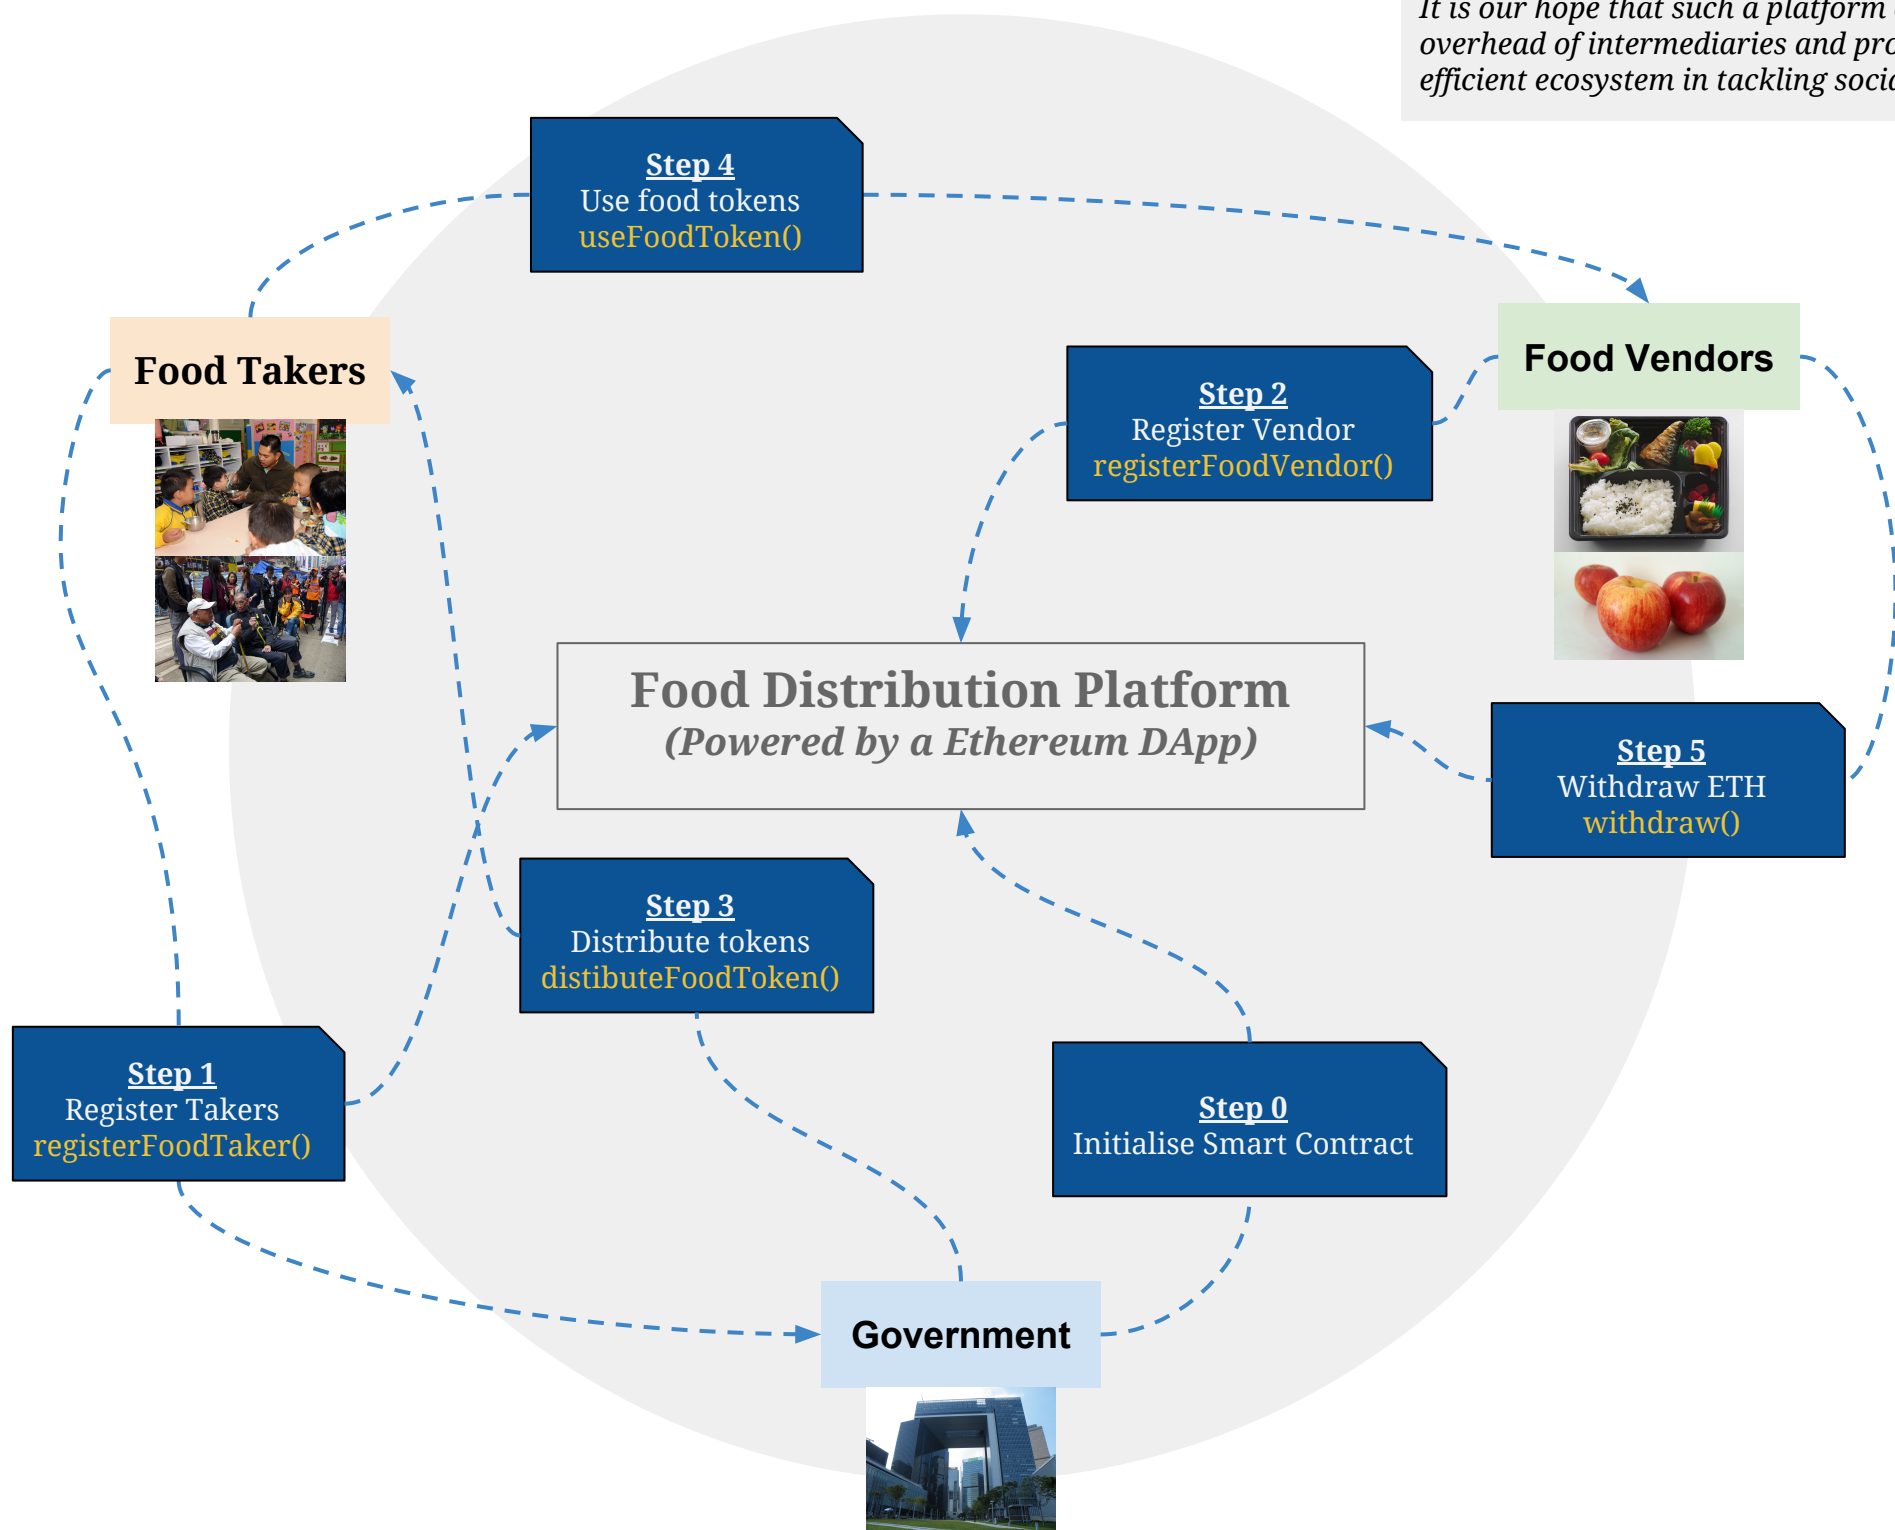 It is our hope that such a platform
overhead of intermediaries and
efficient ecosystem in tackling
Step 4
Use food tokens
useFoodToken()
Food Takers
Food Vendors
Step 2
Register Vendor
registerFoodVendor()
Food Distribution Platform
(Powered by a Ethereum DApp)
Step 5
Withdraw ETH
withdraw()
Step 3
Distribute tokens
distibuteFoodToken()
Step 1
Register Takers
registerFoodTaker()
Step 0
Initialise Smart Contract
Government